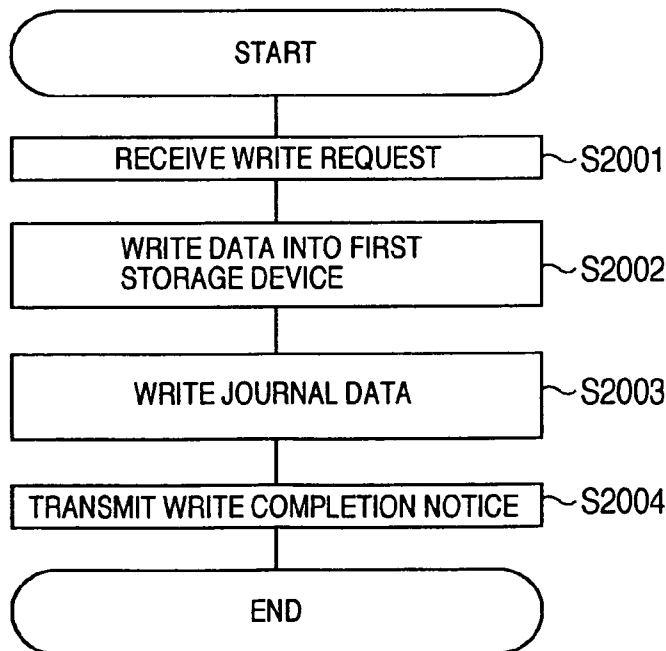 START
RECEIVE WRITE REQUEST
S2001
WRITE DATA INTO FIRST
STORAGE DEVICE
S2002
WRITE JOURNAL DATA
S2003
TRANSMIT WRITE COMPLETION NOTICE
S2004
END